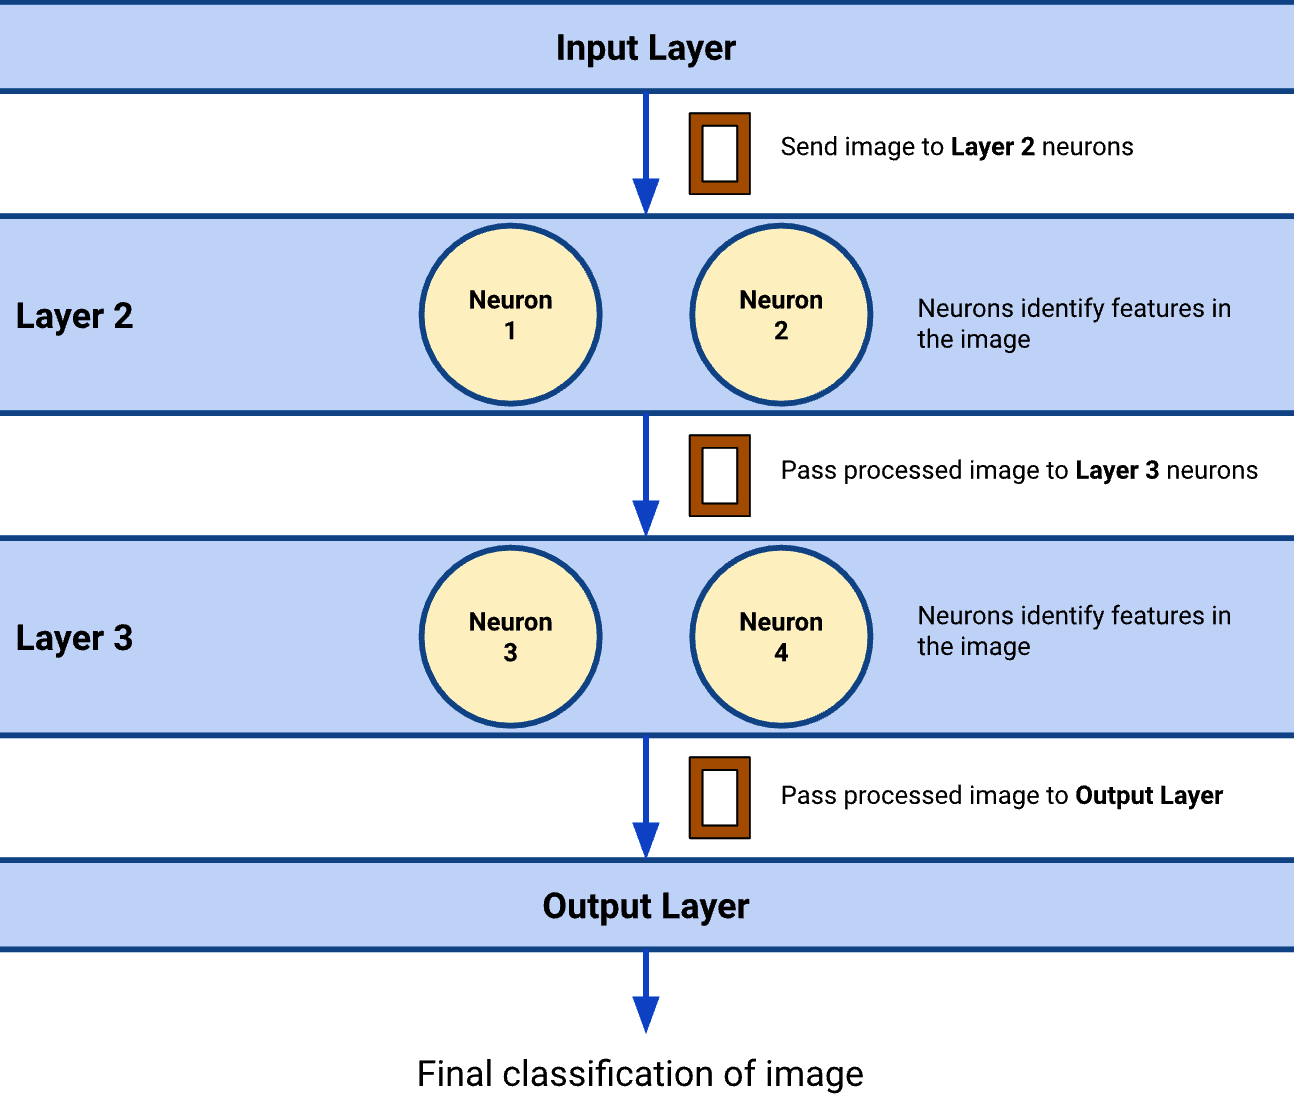 Input Layer
Send image to Layer 2 neurons
Layer 2
Neuron
1
Neuron
2
Neurons identify features in
the image
Pass processed image to Layer 3 neurons
Layer 3
Neuron
3
Neuron
4
Neurons identify features in
the image
Pass processed image to Output Layer
Output Layer
Final classification of image